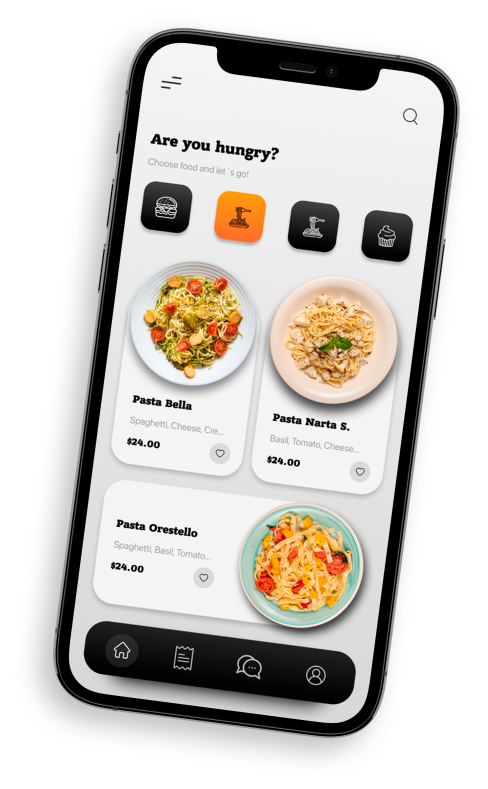 Are you hungry?
Choose food and let`s go!
Pasta Bella
Spaghetti, Cheese, Cre...
$24.00
Pasta Narta S.
Basil, Tomato, Cheese...
$24.00
Pasta Orestello
Spaghetti, Basil, Tomato...
$24.00